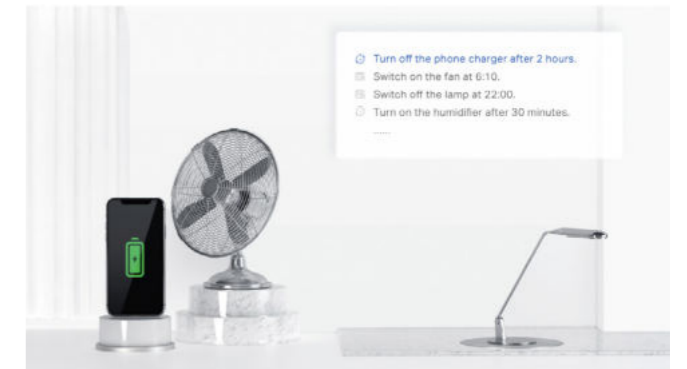 Turn off the phone charger after 2 hours.
Switch on the fan at 6:10.
Switch off the lamp at 22:00.
Turn on the humidifier after 30 minutes.
......